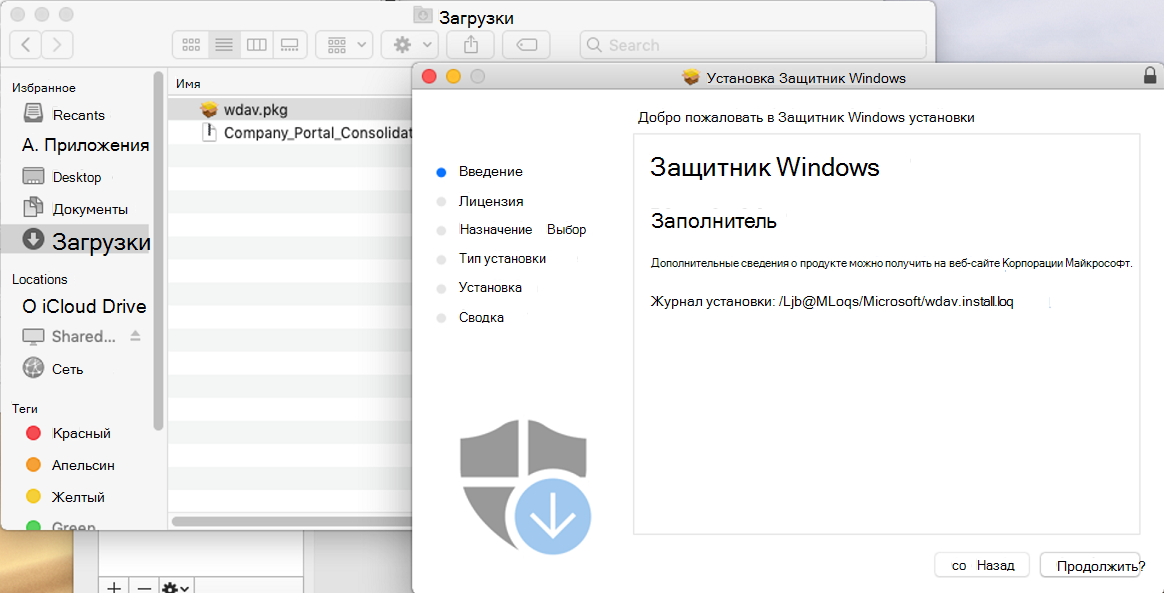 Загрузки
Search
Избранное
Recants
А. Приложения
Desktop
Документы
Загрузки
Locations
О iCloud Drive
Shared...
Сеть
Теги
Красный
Апельсин
Желтый
Green
Имя
wdav.pkg
Company_Portal_Consolidat
Установка Защитник Windows
Добро пожаловать в Защитник Windows установки
Введение
Лицензия
Назначение Выбор
Тип установки
Установка
Сводка
Защитник Windows
Заполнитель
Дополнительные сведения о продукте можно получить на веб-сайте Корпорации Майкрософт.
Журнал установки: /Ljb@MLoqs/Microsoft/wdav.install.loq
со Назад
Продолжить?